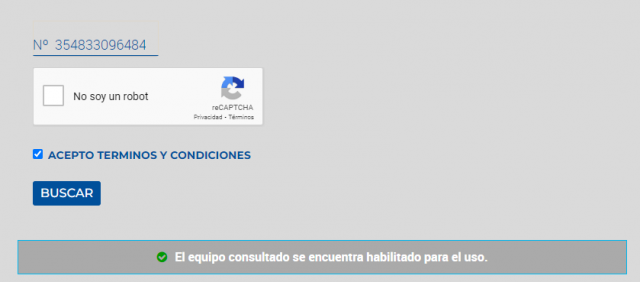 Nº 354833096484
No soy un robot
reCAPTCHA
Privacidad - Términos
ACEPTO TERMINOS Y CONDICIONES
BUSCAR
El equipo consultado se encuentra habilitado para el uso.